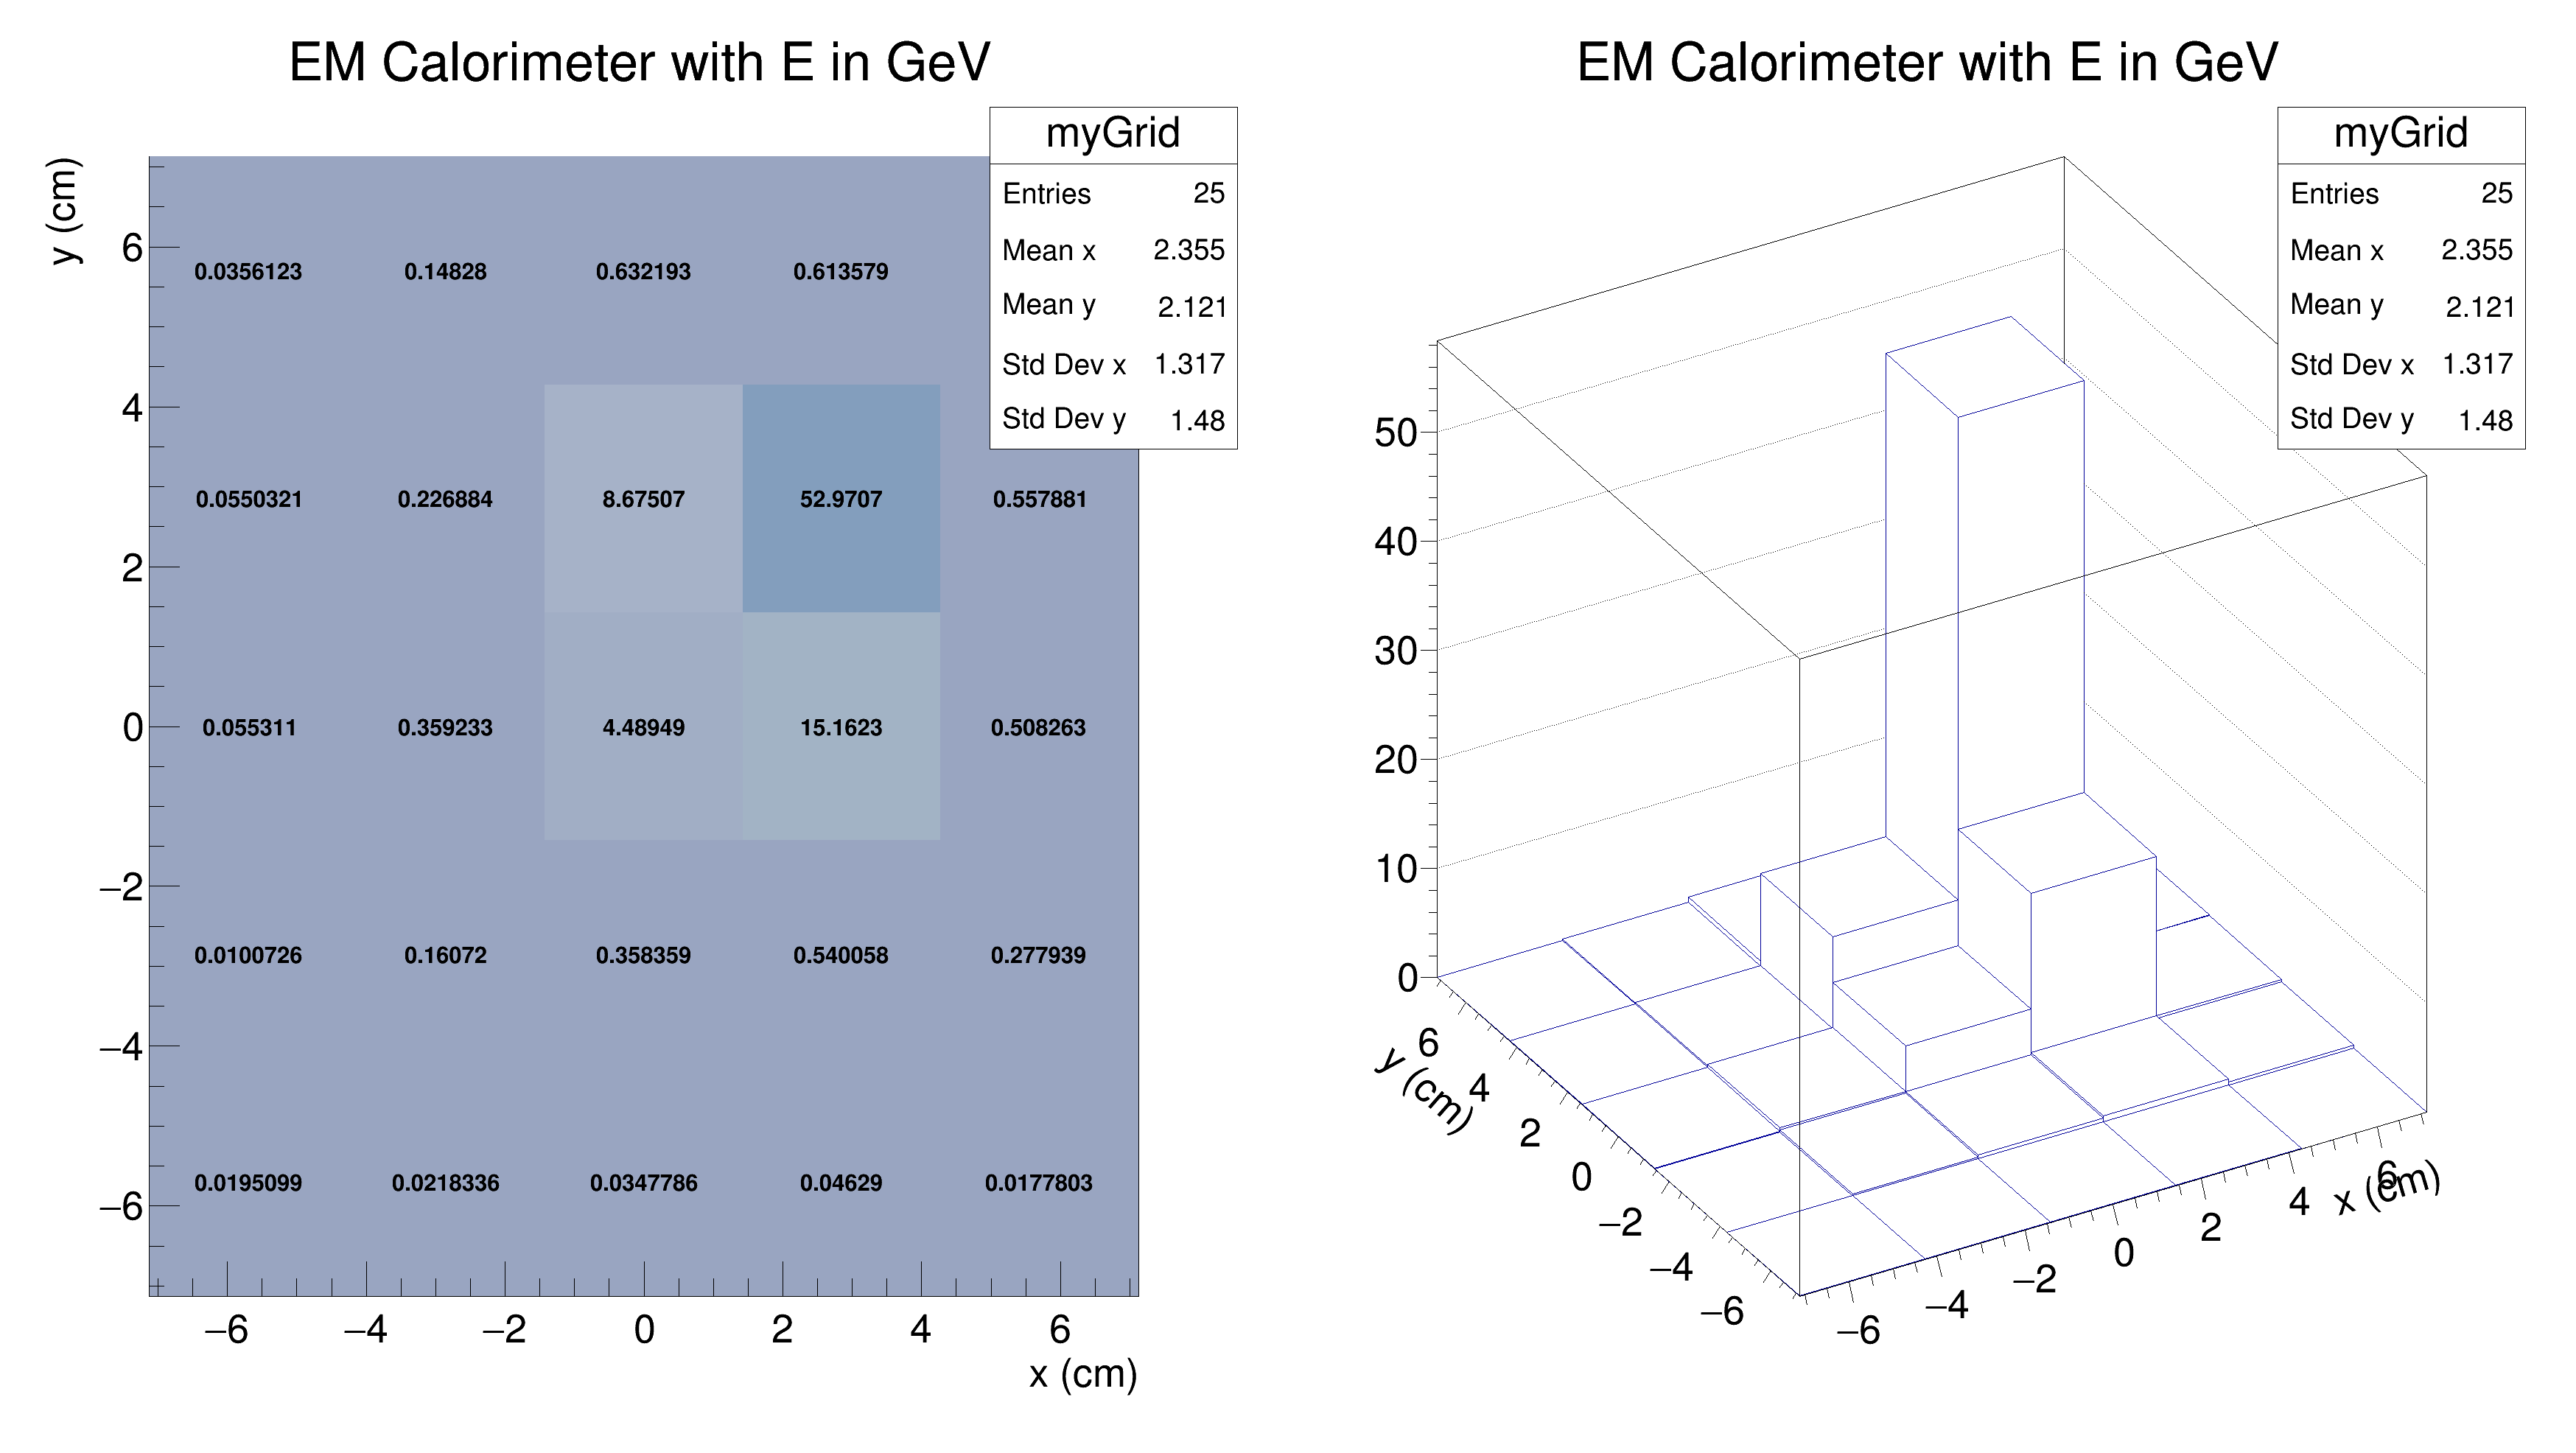 EM Calorimeter with E in GeV
myGrid
Entries 25
Mean x 2.355
Mean y 2.121
Std Dev x 1.317
Std Dev y 1.48
y (cm)
6
0.0356123 0.14828 0.632193 0.613579
4
0.0550321 0.226884 8.67507 52.9707 0.557881
2
0 0.055311 0.359233 4.48949 15.1623 0.508263
−2
0.0100726 0.16072 0.358359 0.540058 0.277939
−4
0.0195099 0.0218336 0.0347786 0.04629 0.0177803
−6
−6 −4 −2 0 2 4 6
x (cm)
EM Calorimeter with E in GeV
myGrid
Entries 25
Mean x 2.355
Mean y 2.121
Std Dev x 1.317
Std Dev y 1.48
50
40
30
20
10
0
6
4
2
0
−2
−4
−6
y (cm)
−6 −4 −2 0 2 4 6
x (cm)